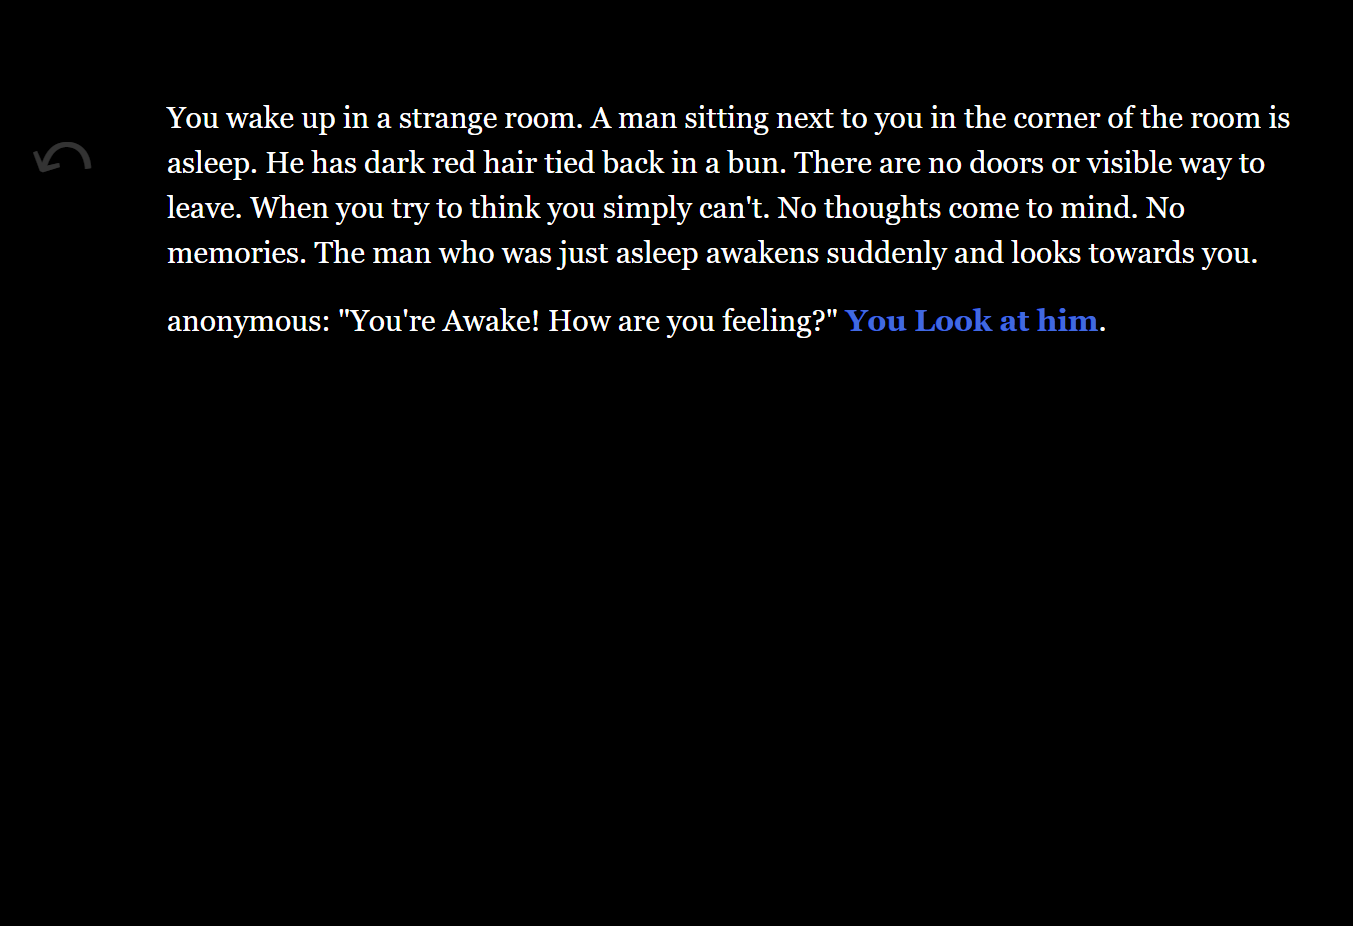 You wake up in a strange room. A man sitting next to you in the corner of the room is
asleep. He has dark red hair tied back in a bun. There are no doors or visible way to
leave. When you try to think you simply can't. No thoughts come to mind. No
memories. The man who was just asleep awakens suddenly and looks towards you.
anonymous: "You're Awake! How are you feeling?" You Look at him.